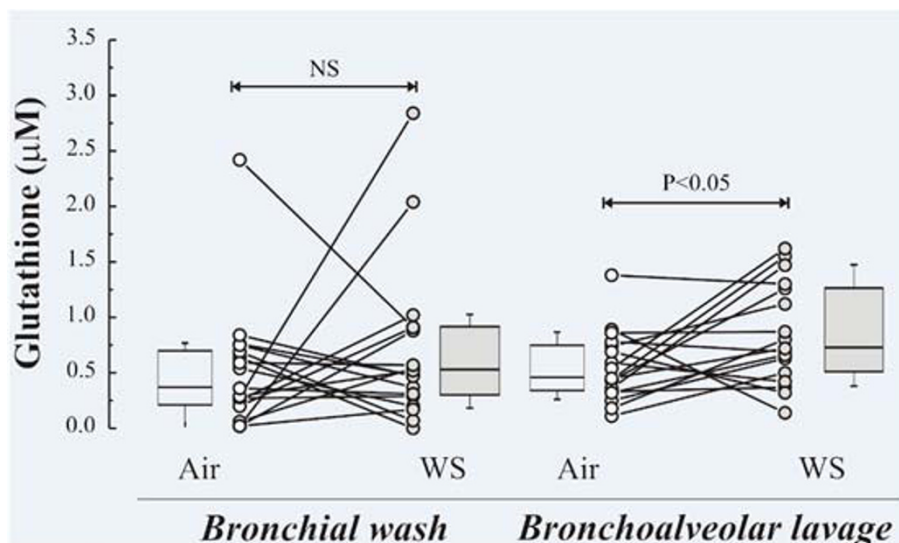 Glutathione (μM)
3.5
3.0
2.5
2.0
1.5
1.0
0.5
0.0
NS
P<0.05
Air
WS
Air
WS
Bronchial wash
Bronchoalveolar lavage